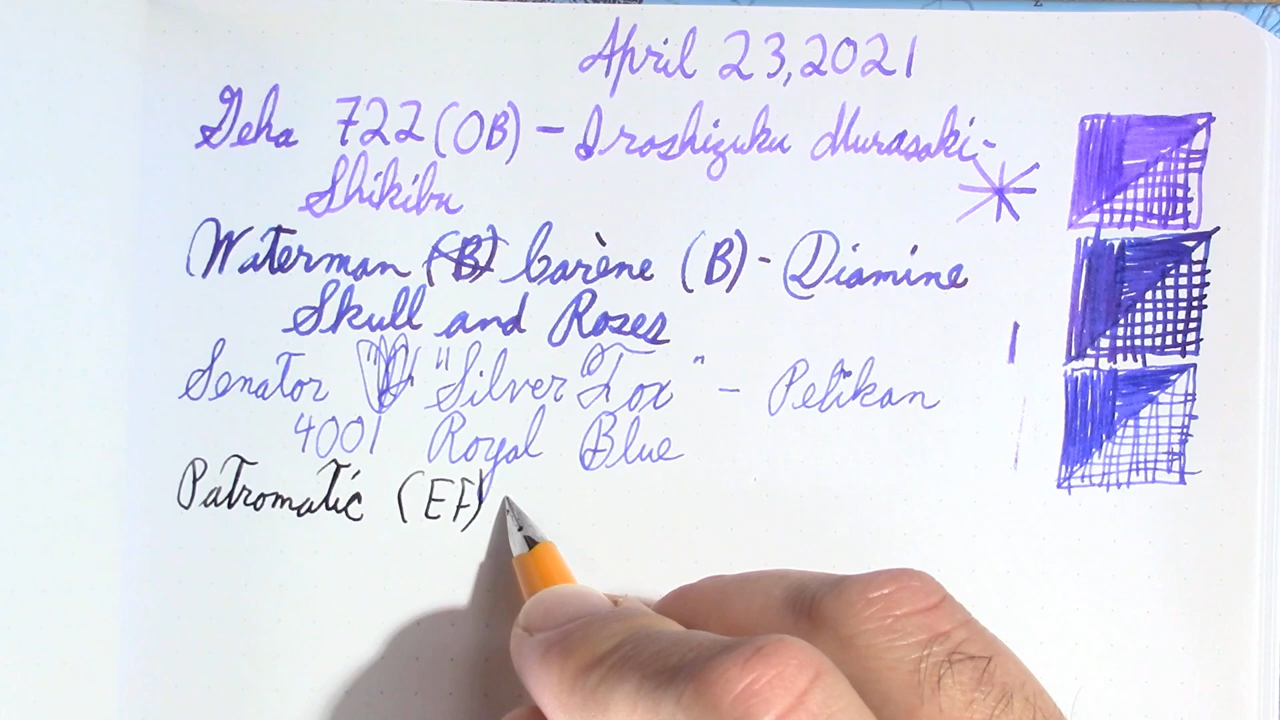 April 23, 2021
Geha 722 (OB) - Iroshizuku Murasaki-
Shikibu
Waterman (B) Carène (B) - Diamine
Skull and Roses
Senator "Silver Fox" - Pelikan
4001 Royal Blue
Patromatic (EF)